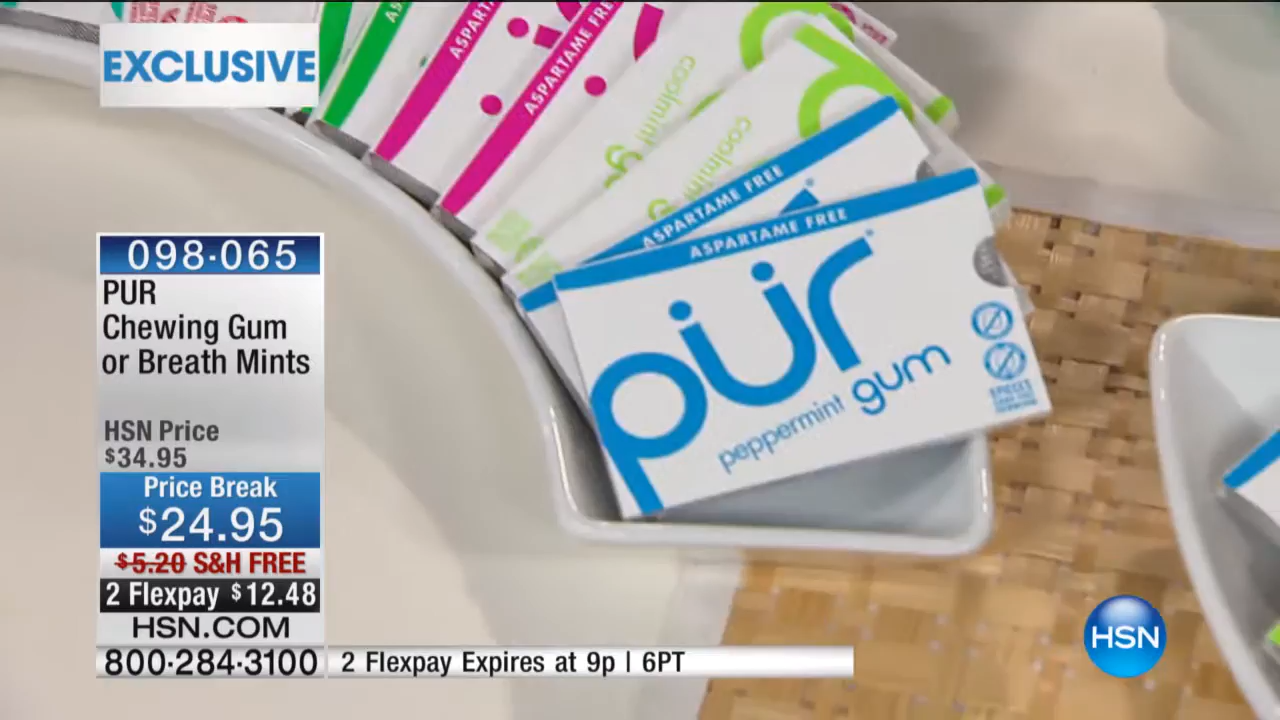 EXCLUSIVE
098·065
PUR
Chewing Gum
or Breath Mints
HSN Price
$34.95
Price Break
$24.95
$5.20 S&H FREE
2 Flexpay $12.48
HSN.COM
800·284·3100
2 Flexpay Expires at 9p | 6PT
ASPARTAME FREE
coolmint
coolmint
ASPARTAME FREE
ASPARTAME FREE
pür
peppermint gum
HSN